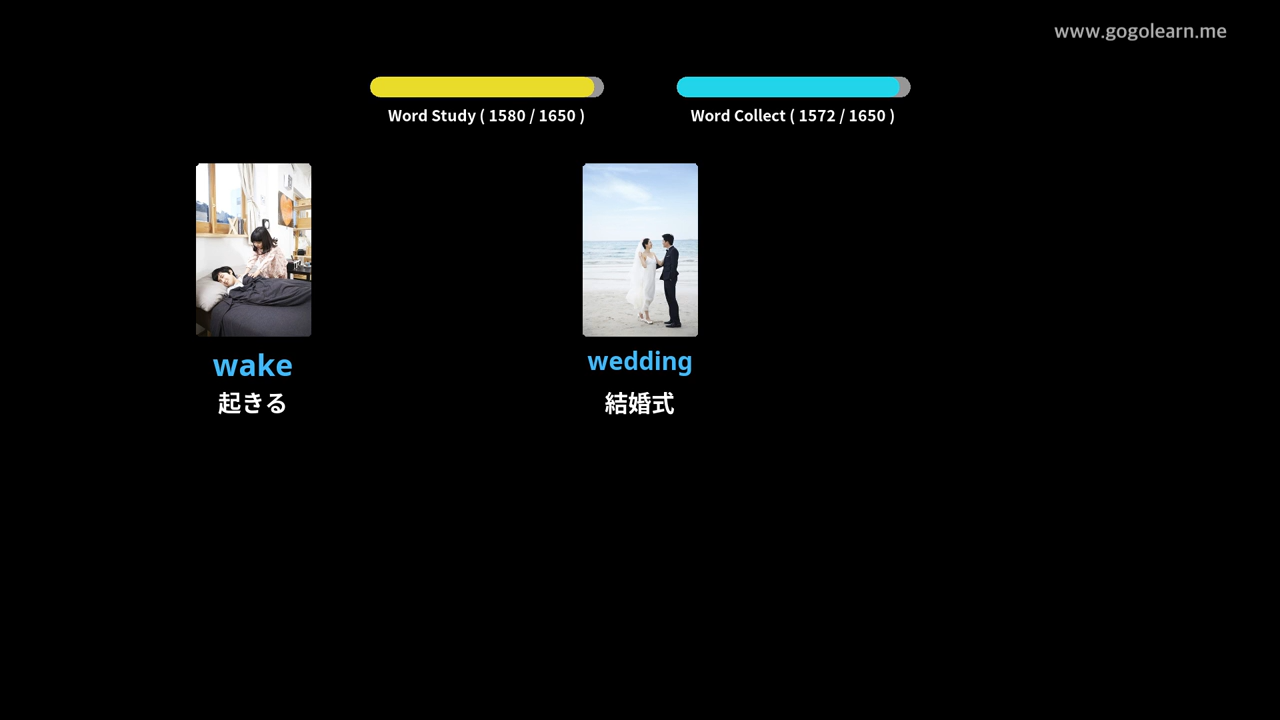 www.gogolearn.me
Word Study ( 1580 / 1650 )
Word Collect ( 1572 / 1650 )
wake
起きる
wedding
結婚式